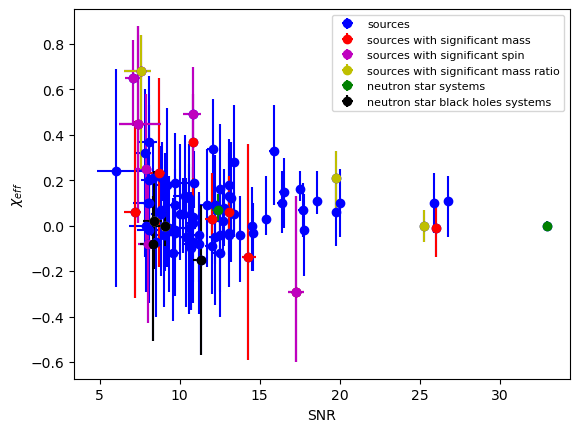 sources
sources with significant mass
sources with significant spin
sources with significant mass ratio
neutron star systems
neutron star black holes systems
0.8
0.6
0.4
0.2
0.0
−0.2
−0.4
−0.6
χeff
5 10 15 20 25 30
SNR